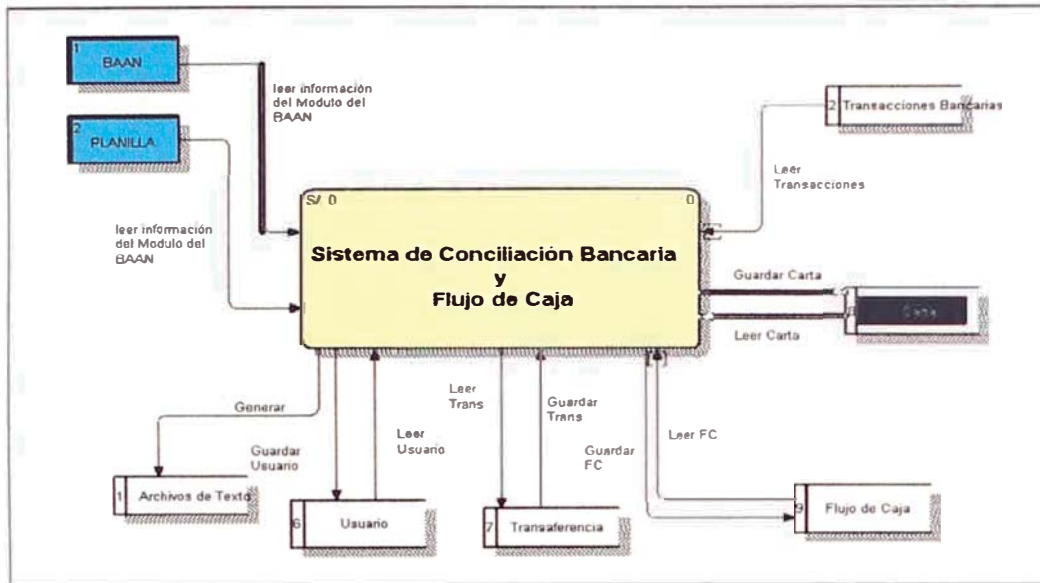 1
BAAN
leer información
del Modulo del
BAAN
2
PLANILLA
leer información
del Modulo del
BAAN
2 Transacciones Bancarias
Leer
Transacciones
S/ 0
0
Sistema de Conciliación Bancaria
y
Flujo de Caja
Guardar Carta
Carta
Leer Carta
Generar
Guardar
Usuario
Leer
Usuario
Leer
Trans
Guardar
Trans
Guardar
FC
Leer FC
1 Archivos de Texto
6 Usuario
7 Transaferencia
9 Flujo de Caja